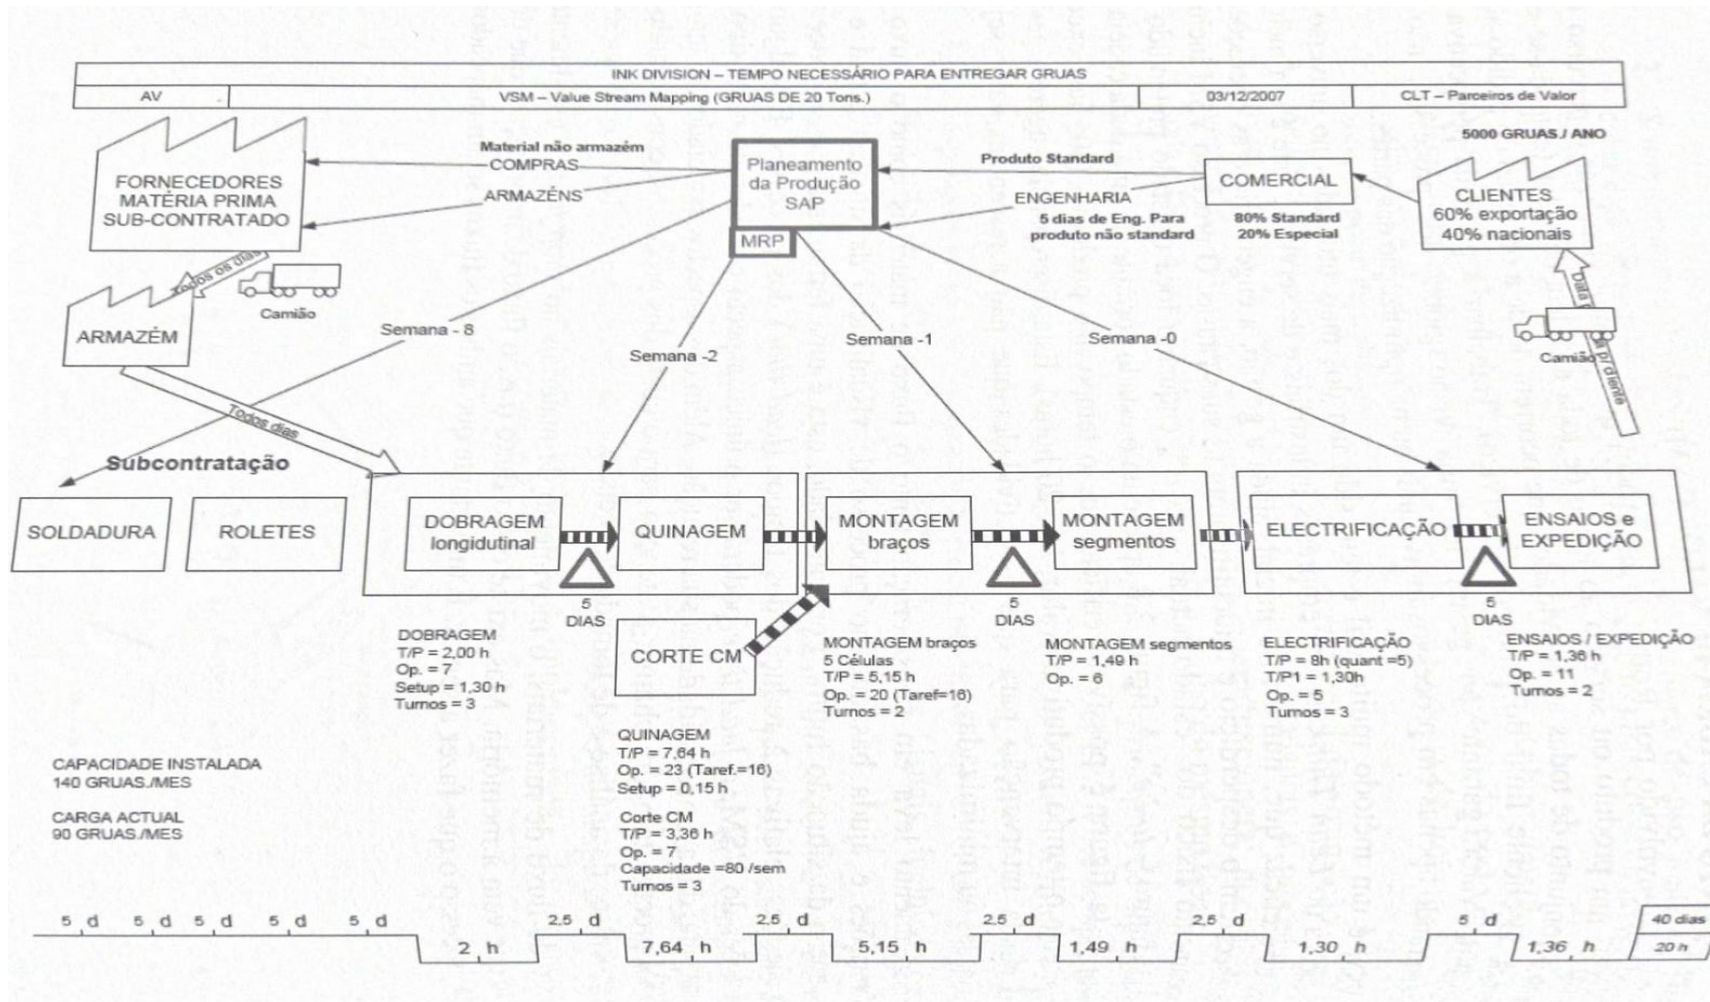 INK DIVISION – TEMPO NECESSÁRIO PARA ENTREGAR GRUAS
AV
VSM – Value Stream Mapping (GRUAS DE 20 Tons.)
03/12/2007
CLT – Parceiros de Valor
FORNECEDORES
MATÉRIA PRIMA
SUB-CONTRATADO
Material não armazém
COMPRAS
ARMAZÉNS
Planeamento
da Produção
SAP
MRP
Produto Standard
ENGENHARIA
5 dias de Eng. Para
produto não standard
COMERCIAL
80% Standard
20% Especial
5000 GRUAS./ ANO
CLIENTES
60% exportação
40% nacionais
Todos os dias
Camião
ARMAZÉM
Todos dias
Semana - 8
Semana -2
Semana -1
Semana -0
Data
p/ cliente
Camião
Subcontratação
SOLDADURA
ROLETES
DOBRAGEM
longidutinal
QUINAGEM
MONTAGEM
braços
MONTAGEM
segmentos
ELECTRIFICAÇÃO
ENSAIOS e
EXPEDIÇÃO
5
DIAS
5
DIAS
5
DIAS
CORTE CM
DOBRAGEM
T/P = 2,00 h
Op. = 7
Setup = 1,30 h
Turnos = 3
QUINAGEM
T/P = 7,64 h
Op. = 23 (Taref.=16)
Setup = 0,15 h
Corte CM
T/P = 3,36 h
Op. = 7
Capacidade =80 /sem
Turnos = 3
MONTAGEM braços
5 Células
T/P = 5,15 h
Op. = 20 (Taref=16)
Turnos = 2
MONTAGEM segmentos
T/P = 1,49 h
Op. = 6
ELECTRIFICAÇÃO
T/P = 8h (quant =5)
T/P1 = 1,30h
Op. = 5
Turnos = 3
ENSAIOS / EXPEDIÇÃO
T/P = 1,36 h
Op. = 11
Turnos = 2
CAPACIDADE INSTALADA
140 GRUAS./MES
CARGA ACTUAL
90 GRUAS./MES
5 d 5 d 5 d 5 d 5 d 2,5 d 2,5 d 2,5 d 2,5 d 5 d 40 dias
2 h 7,64 h 5,15 h 1,49 h 1,30 h 1,36 h 20 h